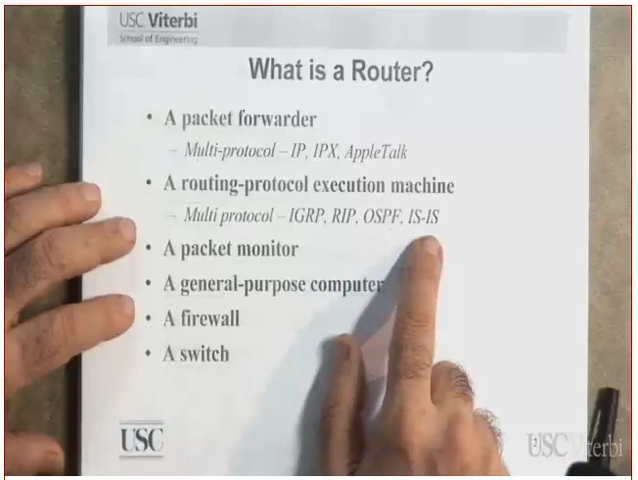 USC Viterbi
School of Engineering
What is a Router?
• A packet forwarder
– Multi-protocol – IP, IPX, AppleTalk
• A routing-protocol execution machine
– Multi protocol – IGRP, RIP, OSPF, IS-IS
• A packet monitor
• A general-purpose computer
• A firewall
• A switch
USC
USC Viterbi